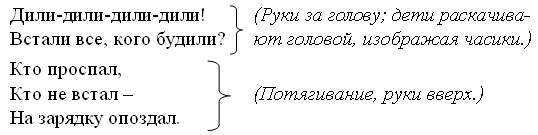 Дили-дили-дили-дили!
Встали все, кого будили?
(Руки за голову; дети раскачива-
ют головой, изображая часики.)
Кто проспал,
Кто не встал –
На зарядку опоздал.
(Потягивание, руки вверх.)